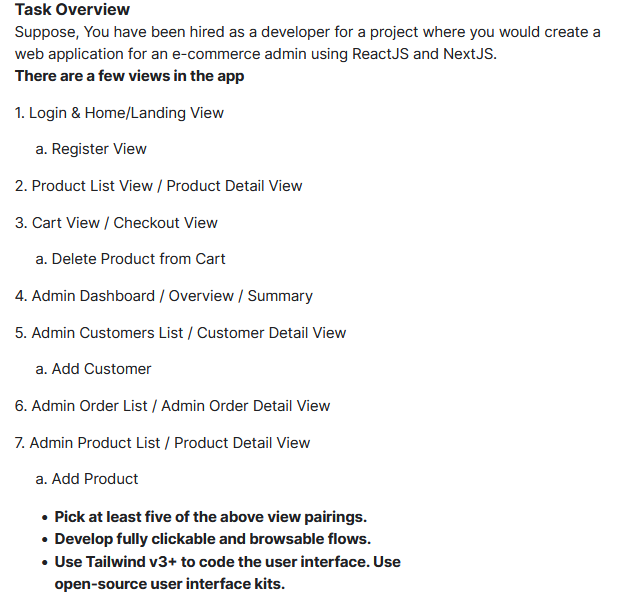 Task Overview
Suppose, You have been hired as a developer for a project where you would create a
web application for an e-commerce admin using ReactJS and NextJS.
There are a few views in the app
1. Login & Home/Landing View
a. Register View
2. Product List View / Product Detail View
3. Cart View / Checkout View
a. Delete Product from Cart
4. Admin Dashboard / Overview / Summary
5. Admin Customers List / Customer Detail View
a. Add Customer
6. Admin Order List / Admin Order Detail View
7. Admin Product List / Product Detail View
a. Add Product
• Pick at least five of the above view pairings.
• Develop fully clickable and browsable flows.
• Use Tailwind v3+ to code the user interface. Use
open-source user interface kits.